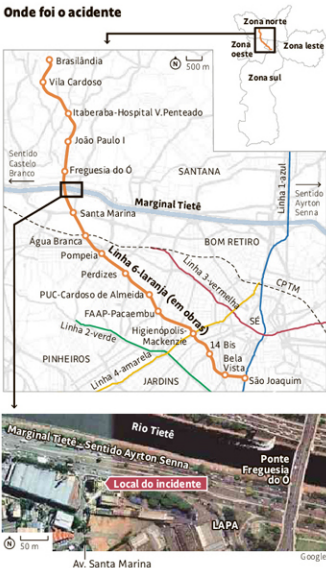 Onde foi o acidente
Zona norte
Zona
oeste
Zona leste
Zona sul
N
500 m
Brasilândia
Vila Cardoso
Itaberaba-Hospital V.Penteado
João Paulo I
Sentido
Castelo
Branco
Freguesia do Ó
SANTANA
Linha 1-azul
Sentido
Ayrton
Senna
Marginal Tietê
Santa Marina
Água Branca
BOM RETIRO
Pompeia
Linha 6-laranja (em obras)
Linha 3-vermelha
Perdizes
CPTM
PUC-Cardoso de Almeida
FAAP-Pacaembu
SÉ
Linha 2-verde
Higienópolis-
Mackenzie
14 Bis
PINHEIROS
Bela
Vista
Linha 4-amarela
JARDINS
São Joaquim
Rio Tietê
Marginal Tietê - Sentido Ayrton Senna
Ponte
Freguesia
do Ó
Local do incidente
LAPA
N
50 m
Google
Av. Santa Marina